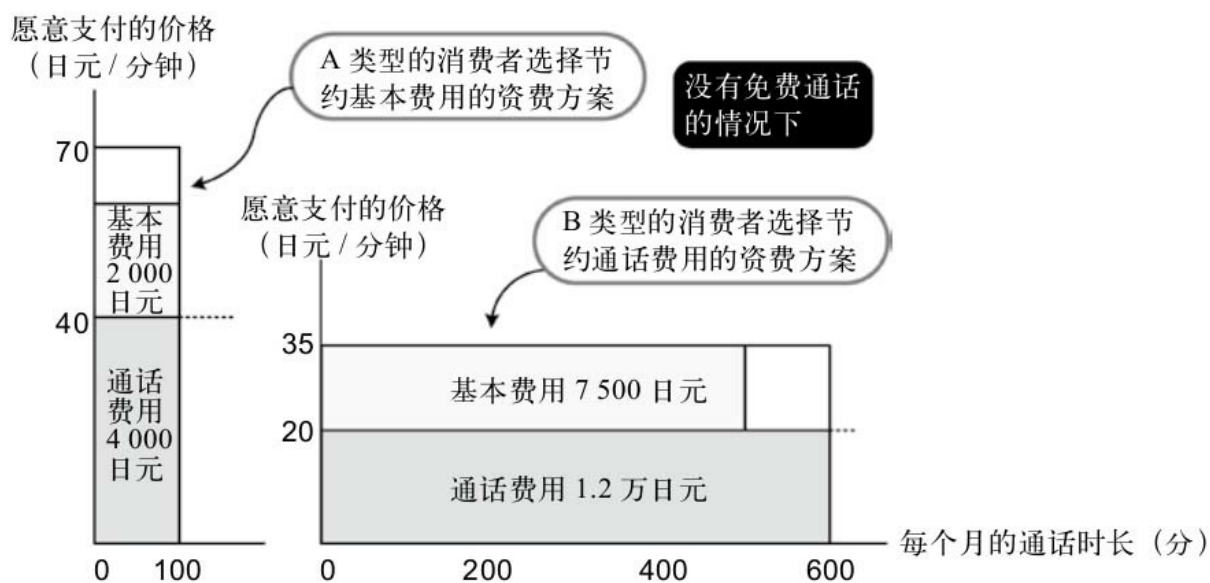 愿意支付的价格
（日元 / 分钟）
A 类型的消费者选择节
约基本费用的资费方案
没有免费通话
的情况下
70
基本
费用
2 000
日元
40
通话
费用
4 000
日元
0
100
愿意支付的价格
（日元 / 分钟）
B 类型的消费者选择节
约通话费用的资费方案
35
基本费用 7 500 日元
20
通话费用 1.2 万日元
0
200
400
600
每个月的通话时长（分）